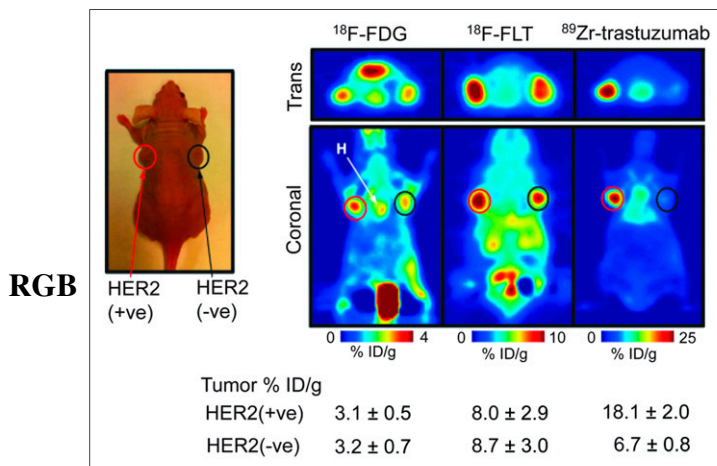 ¹⁸F-FDG ¹⁸F-FLT ⁸⁹Zr-trastuzumab
Trans
H
Coronal
RGB
HER2 (+ve)
HER2 (-ve)
0 4 0 10 0 25
% ID/g % ID/g % ID/g
Tumor % ID/g
HER2(+ve) 3.1 ± 0.5 8.0 ± 2.9 18.1 ± 2.0
HER2(-ve) 3.2 ± 0.7 8.7 ± 3.0 6.7 ± 0.8